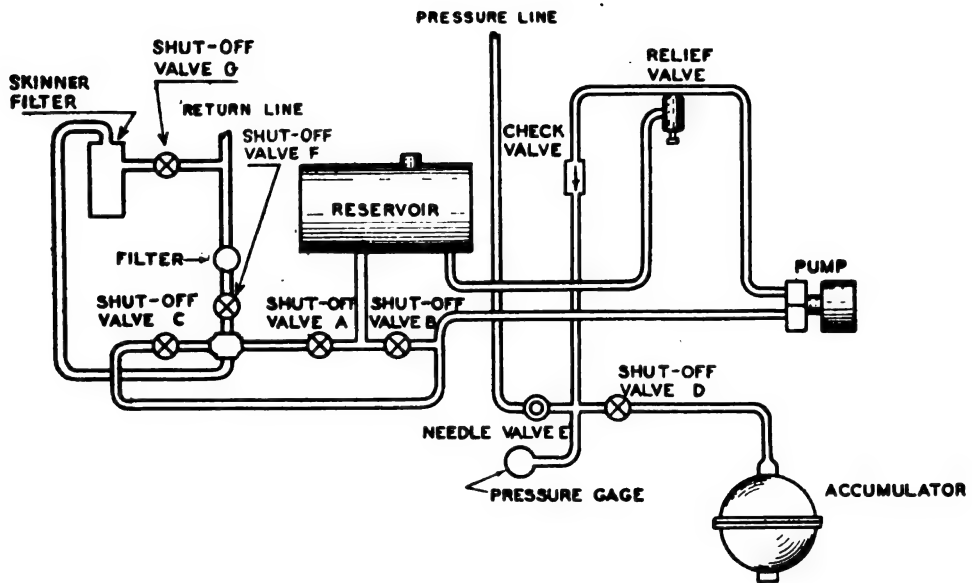 PRESSURE LINE
SHUT-OFF
VALVE G
SKINNER
FILTER
RETURN LINE
SHUT-OFF
VALVE F
RELIEF
VALVE
CHECK
VALVE
RESERVOIR
FILTER
PUMP
SHUT-OFF
VALVE C
SHUT-OFF
VALVE A
SHUT-OFF
VALVE B
SHUT-OFF
VALVE D
NEEDLE VALVE E
PRESSURE GAGE
ACCUMULATOR